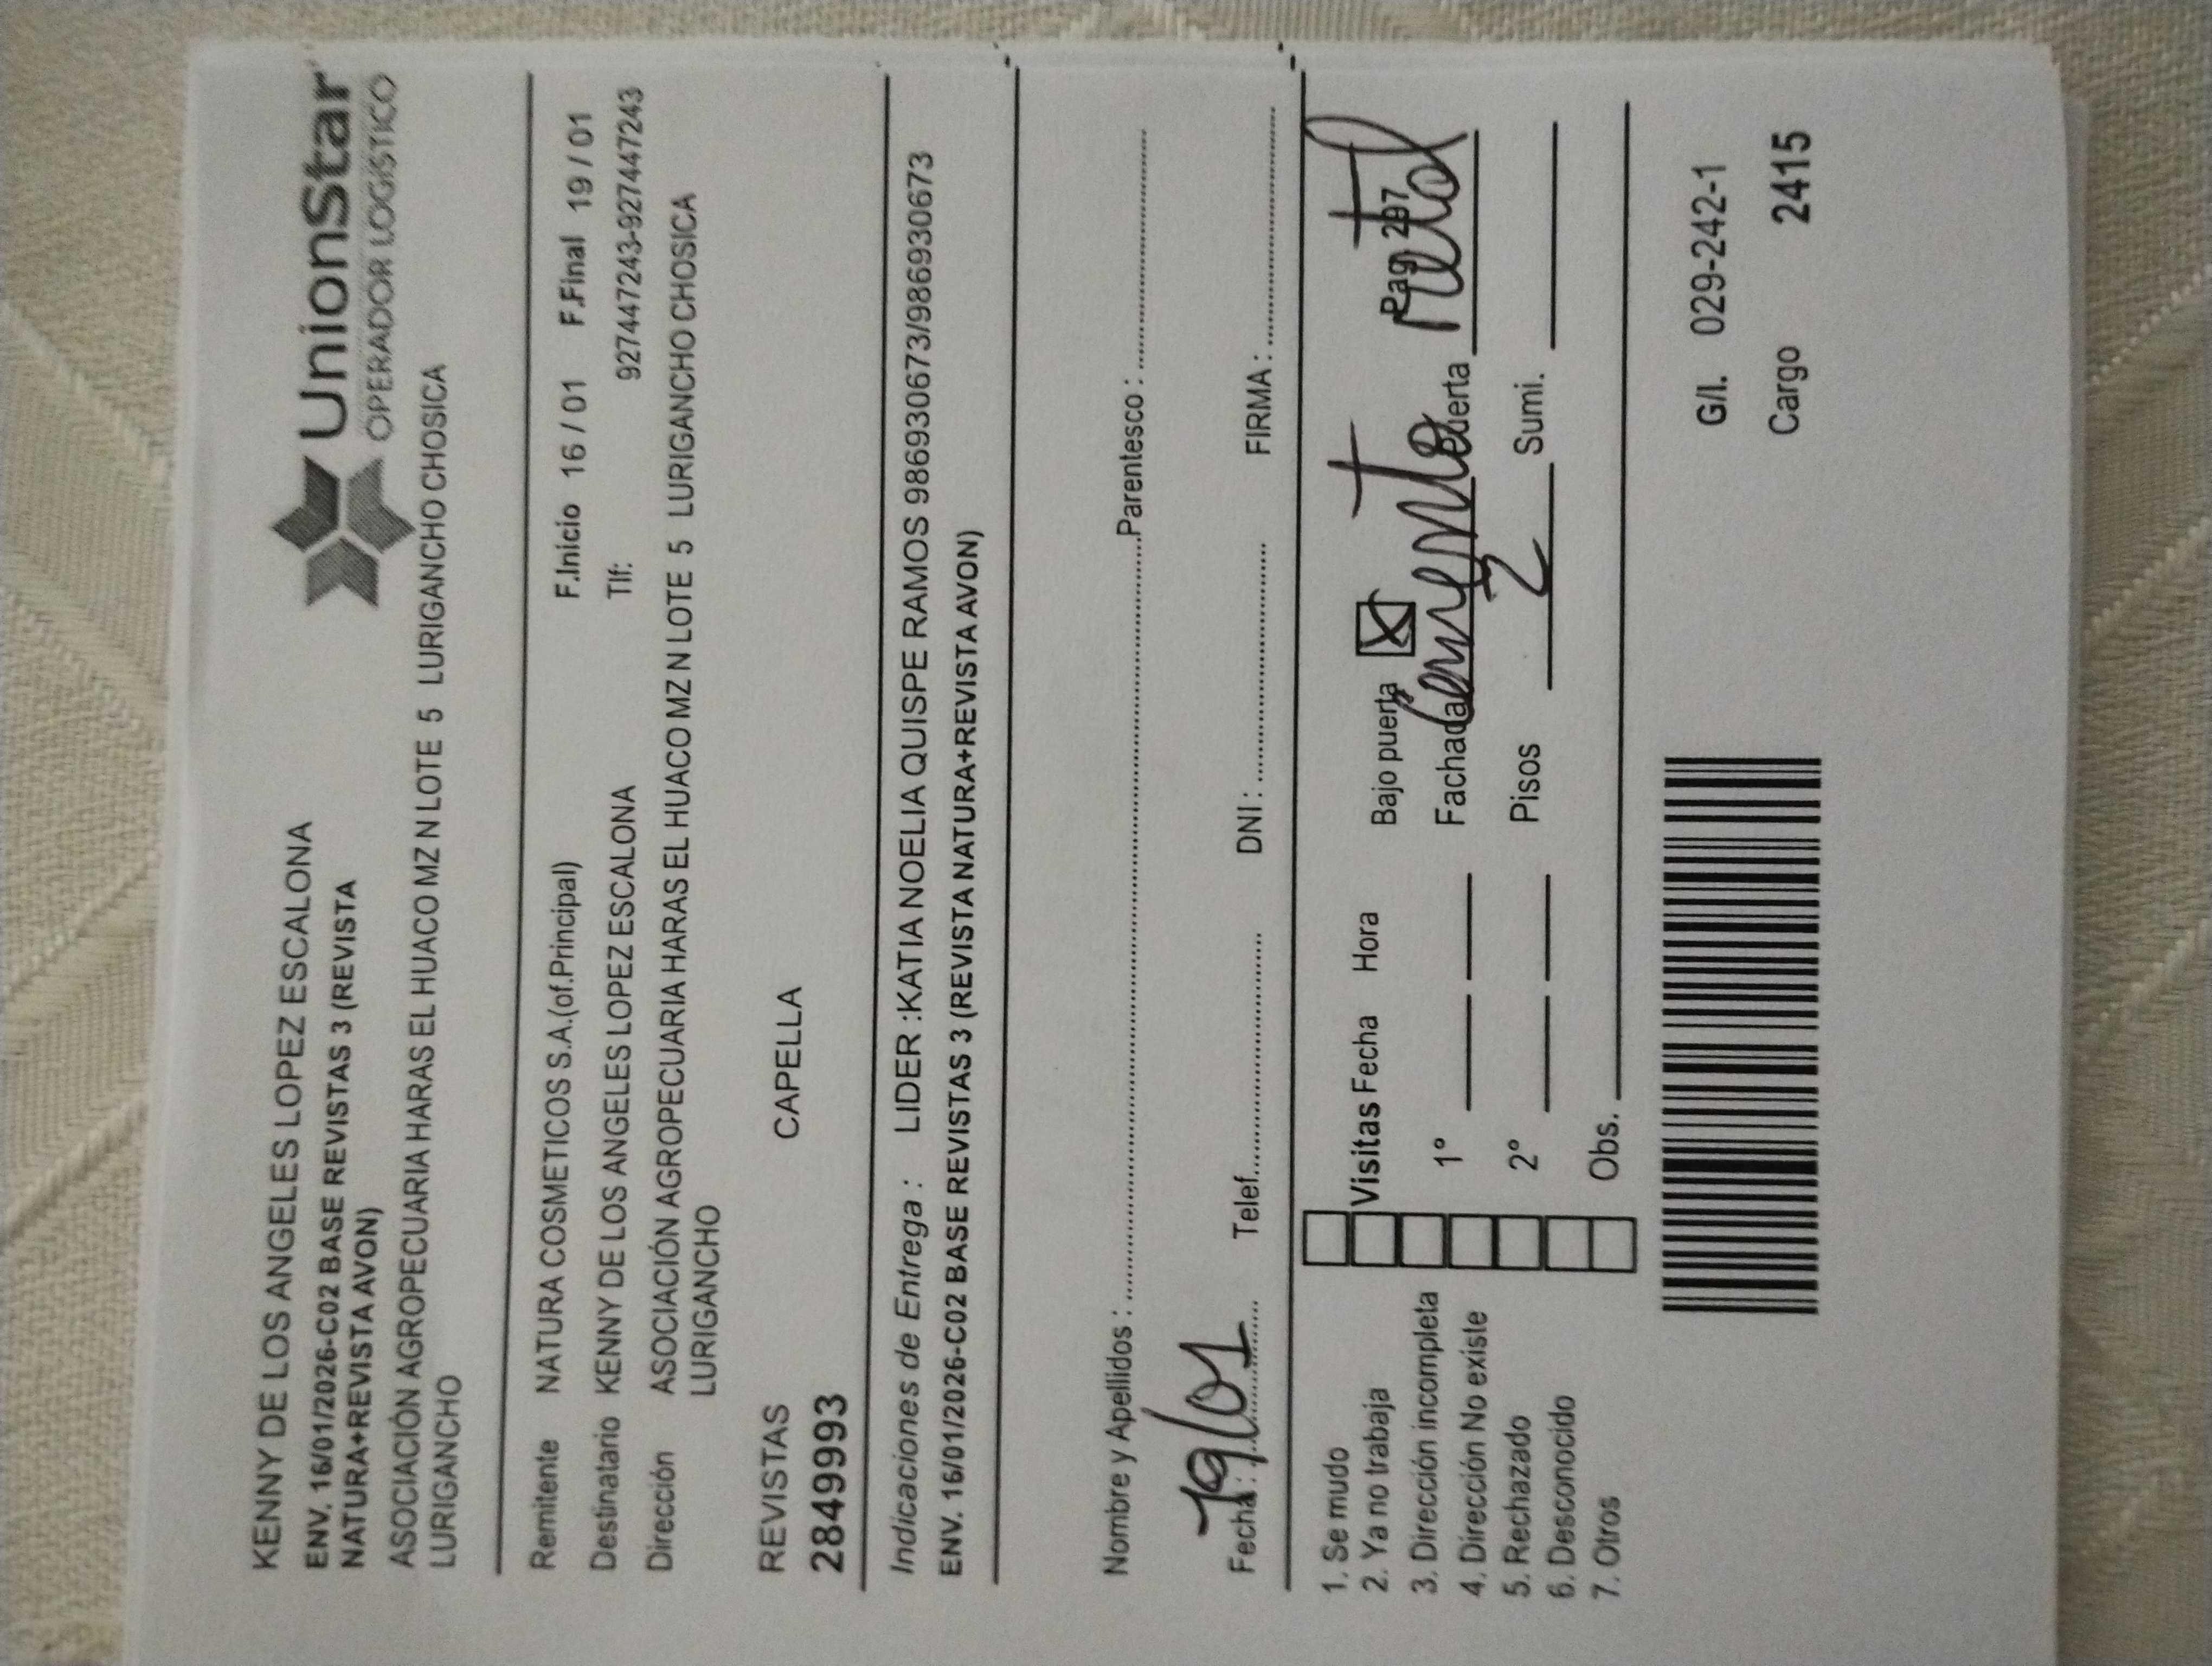 KENNY DE LOS ANGELES LOPEZ ESCALONA
ENV. 16/01/2026-C02 BASE REVISTAS 3 (REVISTA
NATURA+REVISTA AVON)
UnionStar
OPERADOR LOGÍSTICO
ASOCIACIÓN AGROPECUARIA HARAS EL HUACO MZ N LOTE 5 LURIGANCHO CHOSICA
LURIGANCHO
Remitente NATURA COSMETICOS S.A.(of.Principal) F.Inicio 16 / 01 F.Final 19 / 01
Destinatario KENNY DE LOS ANGELES LOPEZ ESCALONA Tlf: 927447243-927447243
Dirección ASOCIACIÓN AGROPECUARIA HARAS EL HUACO MZ N LOTE 5 LURIGANCHO CHOSICA
LURIGANCHO
REVISTAS CAPELLA
2849993
Indicaciones de Entrega : LIDER :KATIA NOELIA QUISPE RAMOS 986930673/986930673
ENV. 16/01/2026-C02 BASE REVISTAS 3 (REVISTA NATURA+REVISTA AVON)
Nombre y Apellidos : Parentesco :
Fecha : 19/01 Telef. DNI : FIRMA :
1. Se mudo
2. Ya no trabaja
3. Dirección incompleta
4. Dirección No existe
5. Rechazado
6. Desconocido
7. Otros
Visitas Fecha Hora Bajo puerta X Pag 297
1° Fachada Cemento Puerta Metal
2° Pisos 2 Sumi.
Obs.
G/I. 029-242-1
Cargo 2415